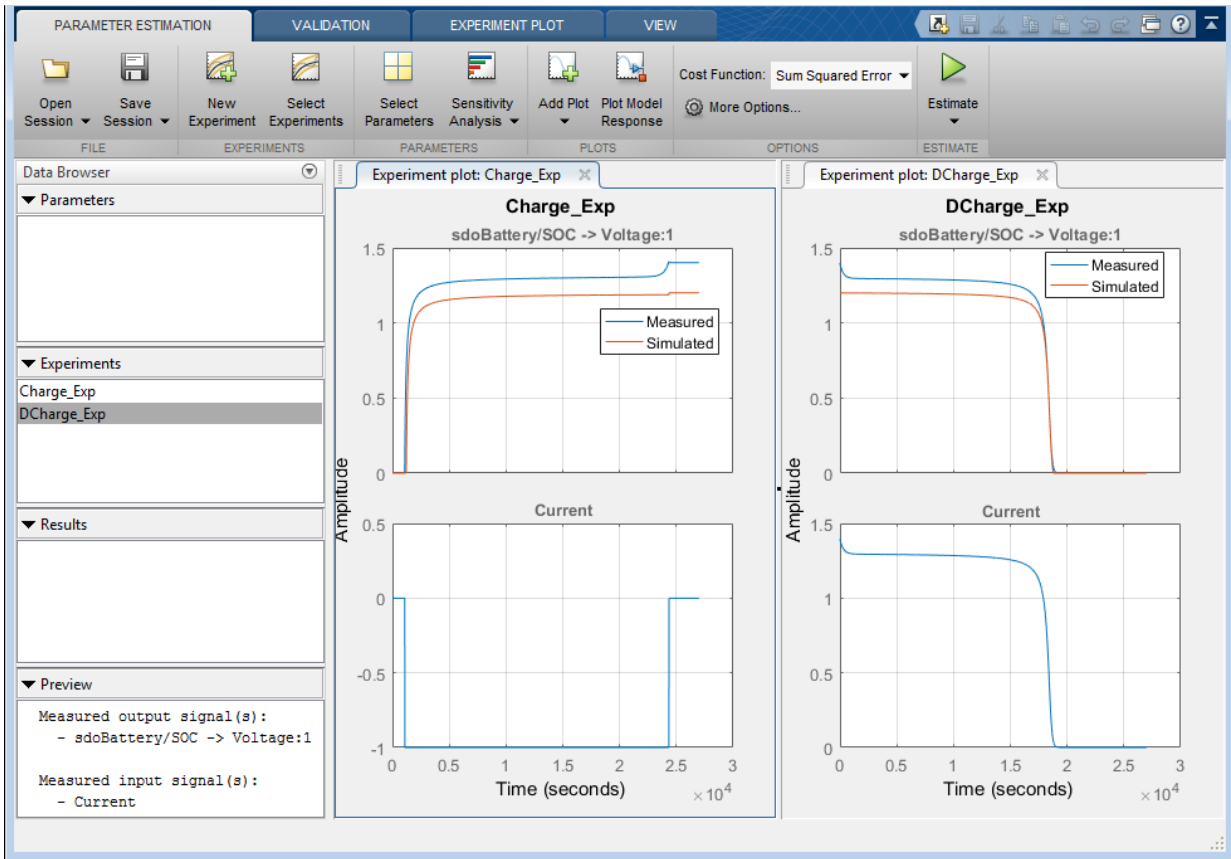 PARAMETER ESTIMATION
VALIDATION
EXPERIMENT PLOT
VIEW
?
Open
Session
Save
Session
New
Experiment
Select
Experiments
Select
Parameters
Sensitivity
Analysis
Add Plot
Plot Model
Response
Cost Function: Sum Squared Error
More Options...
Estimate
FILE
EXPERIMENTS
PARAMETERS
PLOTS
OPTIONS
ESTIMATE
Data Browser
Parameters
Experiments
Charge_Exp
DCharge_Exp
Results
Preview
Measured output signal(s):
- sdoBattery/SOC -> Voltage:1
Measured input signal(s):
- Current
Experiment plot: Charge_Exp
Charge_Exp
sdoBattery/SOC -> Voltage:1
1.5
1
0.5
0
Measured
Simulated
Amplitude
Current
0.5
0
-0.5
-1
0 0.5 1 1.5 2 2.5 3
Time (seconds)
×10⁴
Experiment plot: DCharge_Exp
DCharge_Exp
sdoBattery/SOC -> Voltage:1
1.5
1
0.5
0
Measured
Simulated
Amplitude
Current
1.5
1
0.5
0
0 0.5 1 1.5 2 2.5 3
Time (seconds)
×10⁴